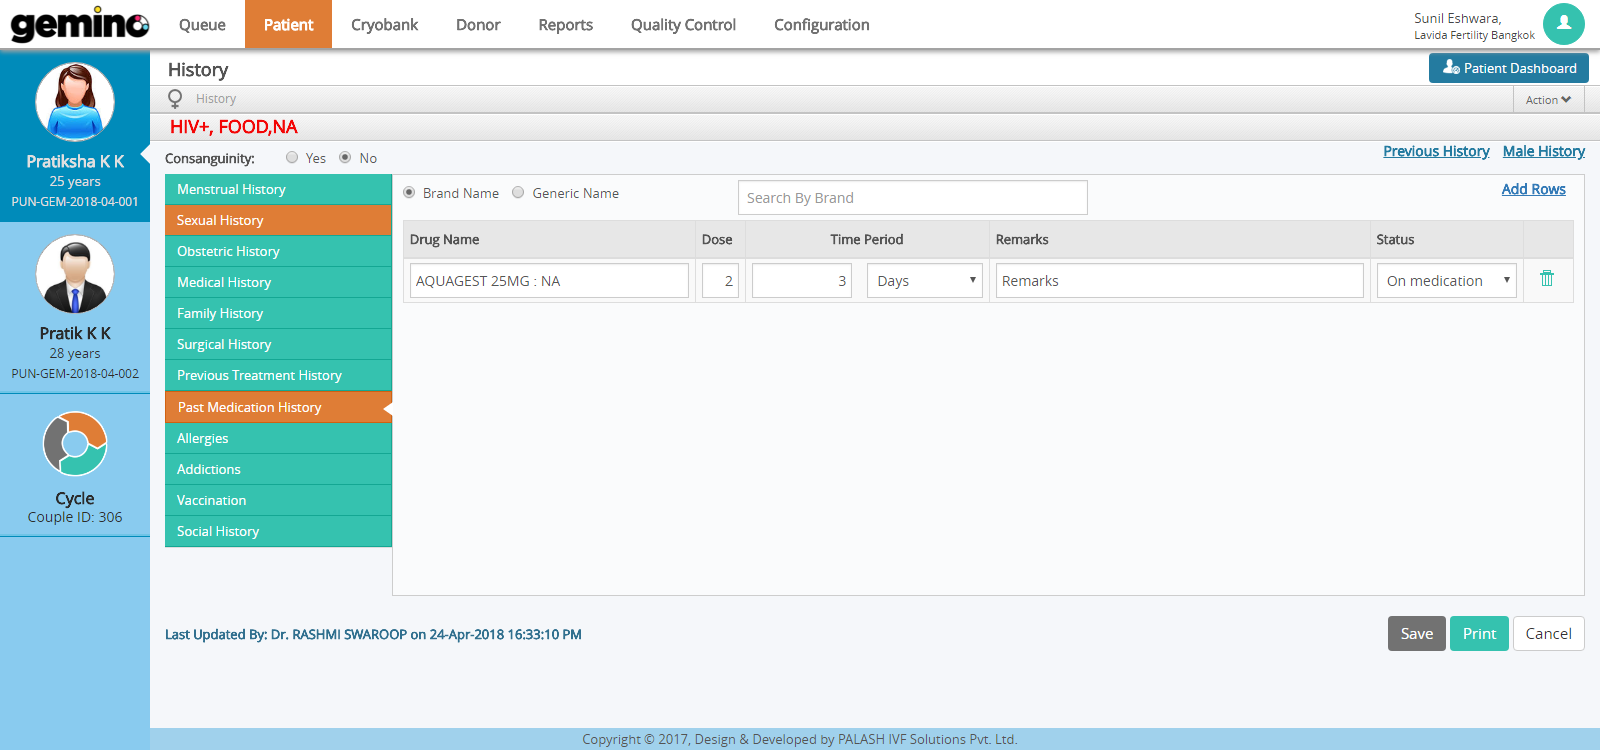 gemino
Queue Patient Cryobank Donor Reports Quality Control Configuration
Sunil Eshwara,
Lavida Fertility Bangkok
Pratiksha K K
25 years
PUN-GEM-2018-04-001
Pratik K K
28 years
PUN-GEM-2018-04-002
Cycle
Couple ID: 306
History
Patient Dashboard
History
Action
HIV+, FOOD,NA
Consanguinity: Yes No
Previous History Male History
Menstrual History
Sexual History
Obstetric History
Medical History
Family History
Surgical History
Previous Treatment History
Past Medication History
Allergies
Addictions
Vaccination
Social History
Brand Name Generic Name Search By Brand Add Rows
Drug Name Dose Time Period Remarks Status
AQUAGEST 25MG : NA 2 3 Days Remarks On medication
Last Updated By: Dr. RASHMI SWAROOP on 24-Apr-2018 16:33:10 PM
Save Print Cancel
Copyright © 2017, Design & Developed by PALASH IVF Solutions Pvt. Ltd.